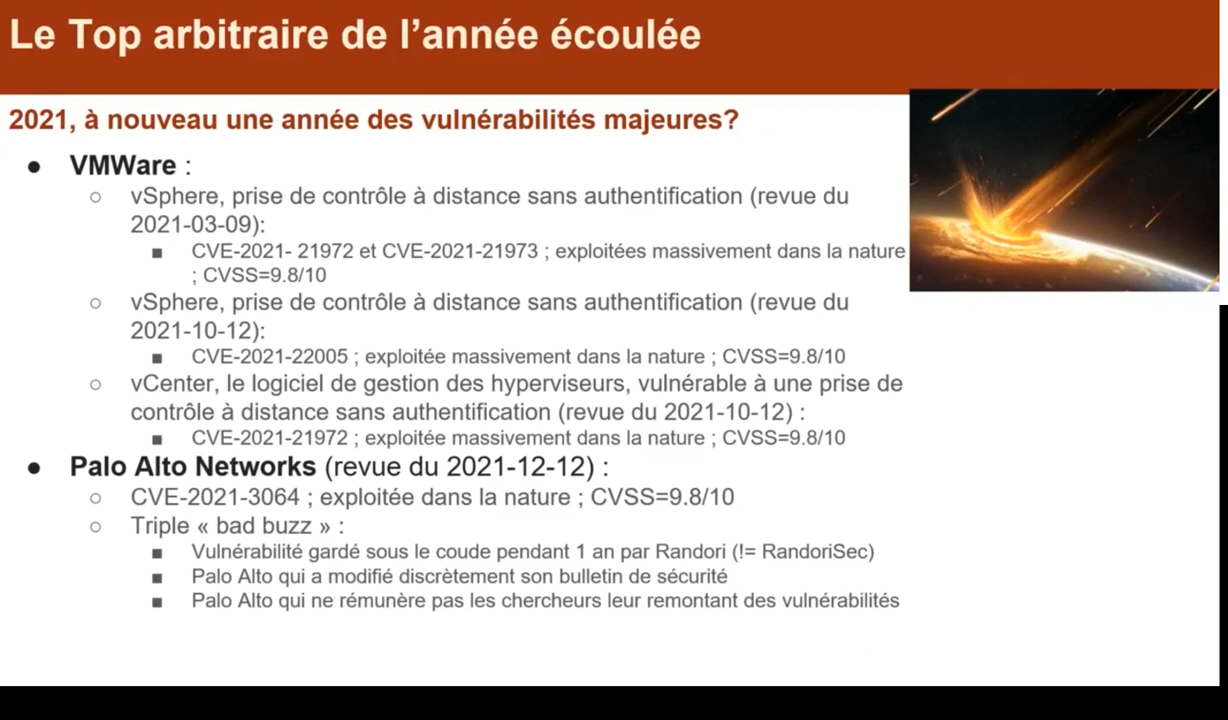 Le Top arbitraire de l’année écoulée
2021, à nouveau une année des vulnérabilités majeures?
● VMWare :
○ vSphere, prise de contrôle à distance sans authentification (revue du
2021-03-09):
■ CVE-2021- 21972 et CVE-2021-21973 ; exploitées massivement dans la nature
; CVSS=9.8/10
○ vSphere, prise de contrôle à distance sans authentification (revue du
2021-10-12):
■ CVE-2021-22005 ; exploitée massivement dans la nature ; CVSS=9.8/10
○ vCenter, le logiciel de gestion des hyperviseurs, vulnérable à une prise de
contrôle à distance sans authentification (revue du 2021-10-12) :
■ CVE-2021-21972 ; exploitée massivement dans la nature ; CVSS=9.8/10
● Palo Alto Networks (revue du 2021-12-12) :
○ CVE-2021-3064 ; exploitée dans la nature ; CVSS=9.8/10
○ Triple « bad buzz » :
■ Vulnérabilité gardé sous le coude pendant 1 an par Randori (!= RandoriSec)
■ Palo Alto qui a modifié discrètement son bulletin de sécurité
■ Palo Alto qui ne rémunère pas les chercheurs leur remontant des vulnérabilités